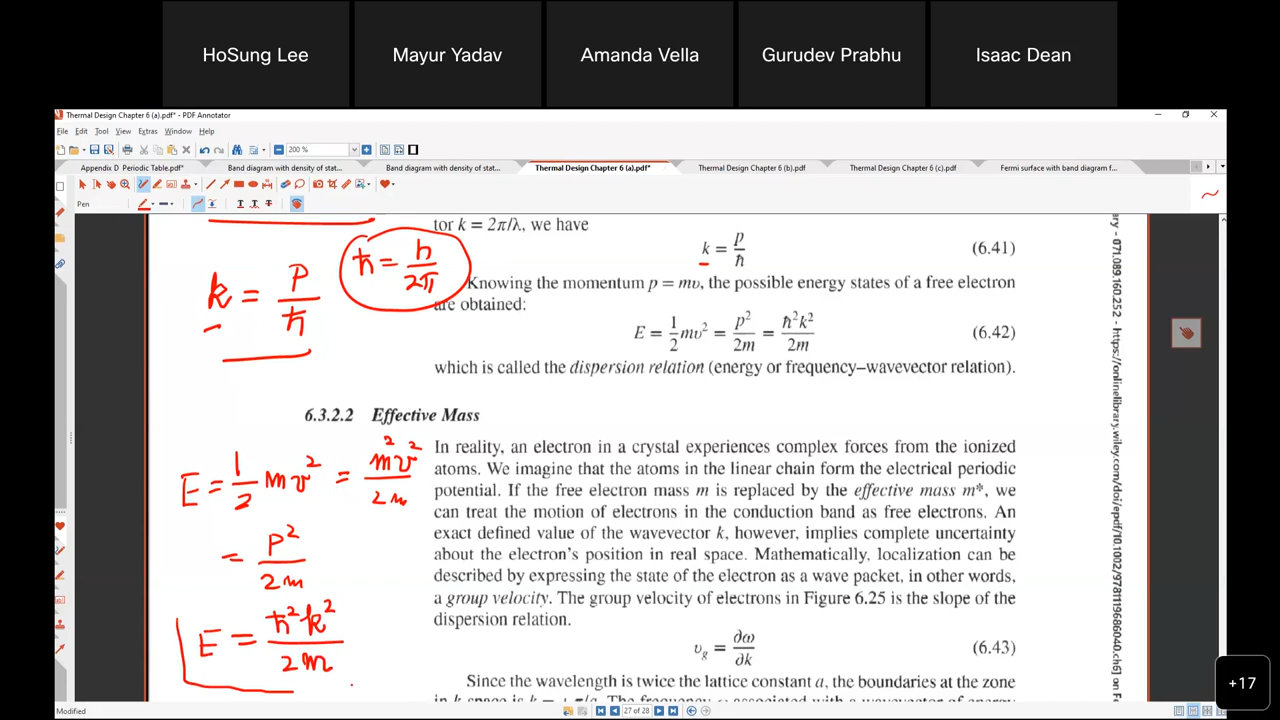 HoSung Lee
Mayur Yadav
Amanda Vella
Gurudev Prabhu
Isaac Dean
Thermal Design Chapter 6 (a).pdf* - PDF Annotator
File Edit Tool View Extras Window Help
200 %
Appendix D Periodic Table.pdf*
Band diagram with density of stat...
Band diagram with density of stat...
Thermal Design Chapter 6 (a).pdf*
Thermal Design Chapter 6 (b).pdf
Thermal Design Chapter 6 (c).pdf
Fermi surface with band diagram f...
Pen
tor k = 2π/λ, we have
k = p/ħ (6.41)
Knowing the momentum p = mυ, the possible energy states of a free electron
are obtained:
E = 1/2 mυ² = p²/2m = ħ²k²/2m (6.42)
which is called the dispersion relation (energy or frequency–wavevector relation).
6.3.2.2 Effective Mass
In reality, an electron in a crystal experiences complex forces from the ionized
atoms. We imagine that the atoms in the linear chain form the electrical periodic
potential. If the free electron mass m is replaced by the effective mass m*, we
can treat the motion of electrons in the conduction band as free electrons. An
exact defined value of the wavevector k, however, implies complete uncertainty
about the electron's position in real space. Mathematically, localization can be
described by expressing the state of the electron as a wave packet, in other words,
a group velocity. The group velocity of electrons in Figure 6.25 is the slope of the
dispersion relation.
υg = ∂ω/∂k (6.43)
Since the wavelength is twice the lattice constant a, the boundaries at the zone
k = p/ħ
ħ = h/2π
E = 1/2 mv² = m²v²/2m
= p²/2m
E = ħ²k²/2m
ary - 071.089.160.252 - https://onlinelibrary.wiley.com/doi/epdf/10.1002/9781119686040.ch6] on Fe
Modified
27 of 28
+17